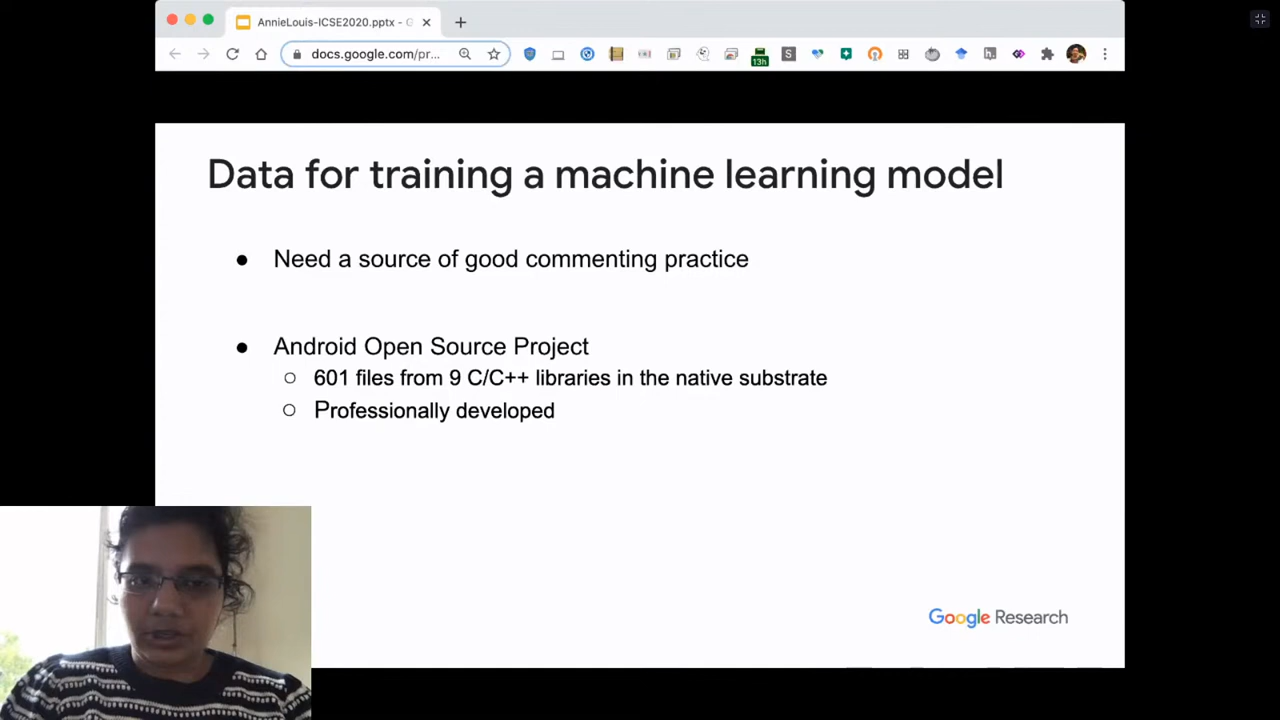 AnnieLouis-ICSE2020.pptx - G
docs.google.com/pr...
13h
S
Data for training a machine learning model
● Need a source of good commenting practice
● Android Open Source Project
○ 601 files from 9 C/C++ libraries in the native substrate
○ Professionally developed
Google Research